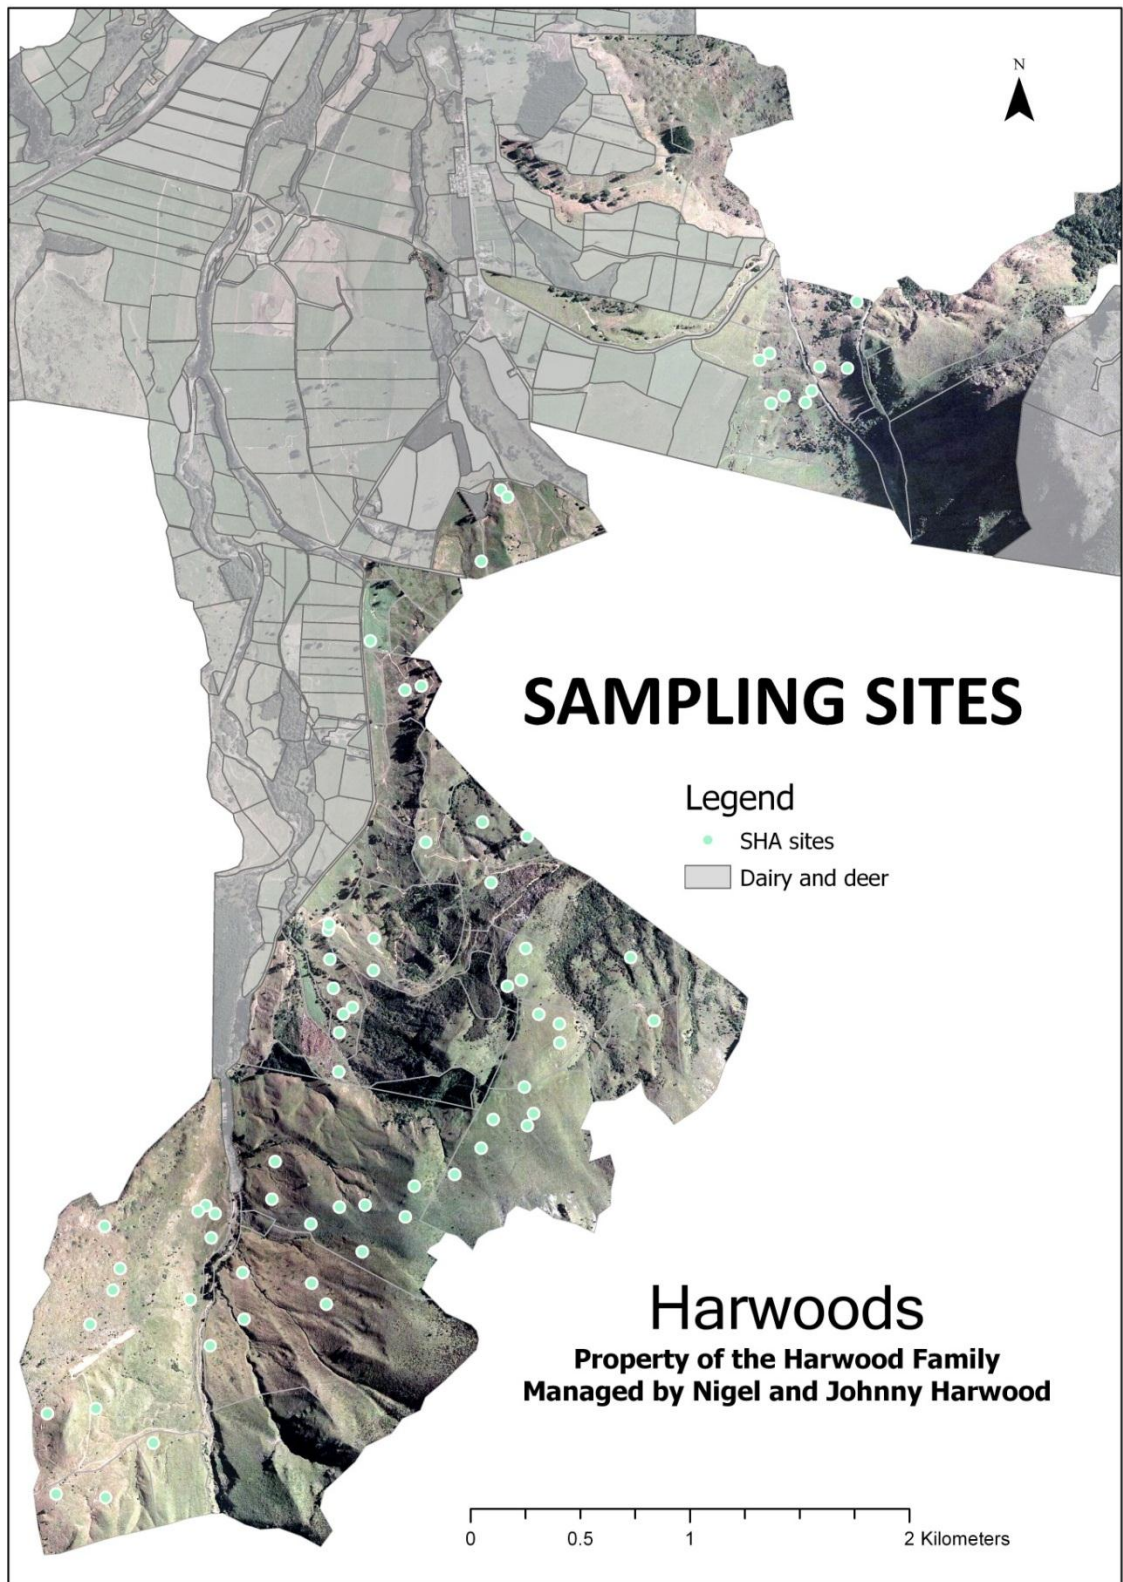 N
SAMPLING SITES
Legend
SHA sites
Dairy and deer
Harwoods
Property of the Harwood Family
Managed by Nigel and Johnny Harwood
0 0.5 1 2 Kilometers